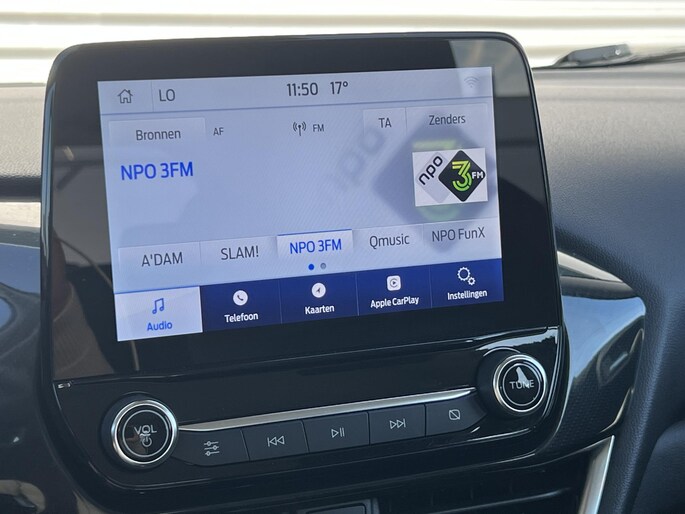 LO 11:50 17°
Bronnen AF FM TA Zenders
NPO 3FM
npo 3FM
A'DAM SLAM! NPO 3FM Qmusic NPO FunX
Audio Telefoon Kaarten Apple CarPlay Instellingen
VOL TUNE